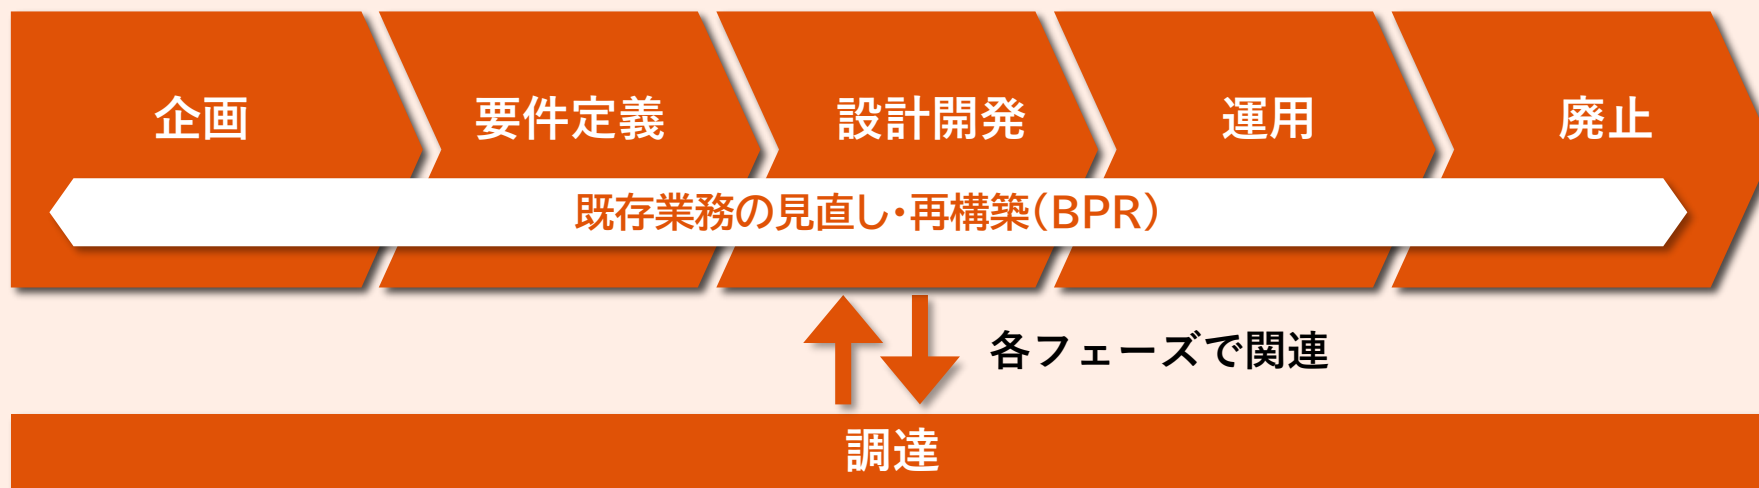 企画
要件定義
設計開発
運用
廃止
既存業務の見直し・再構築(BPR)
各フェーズで関連
調達